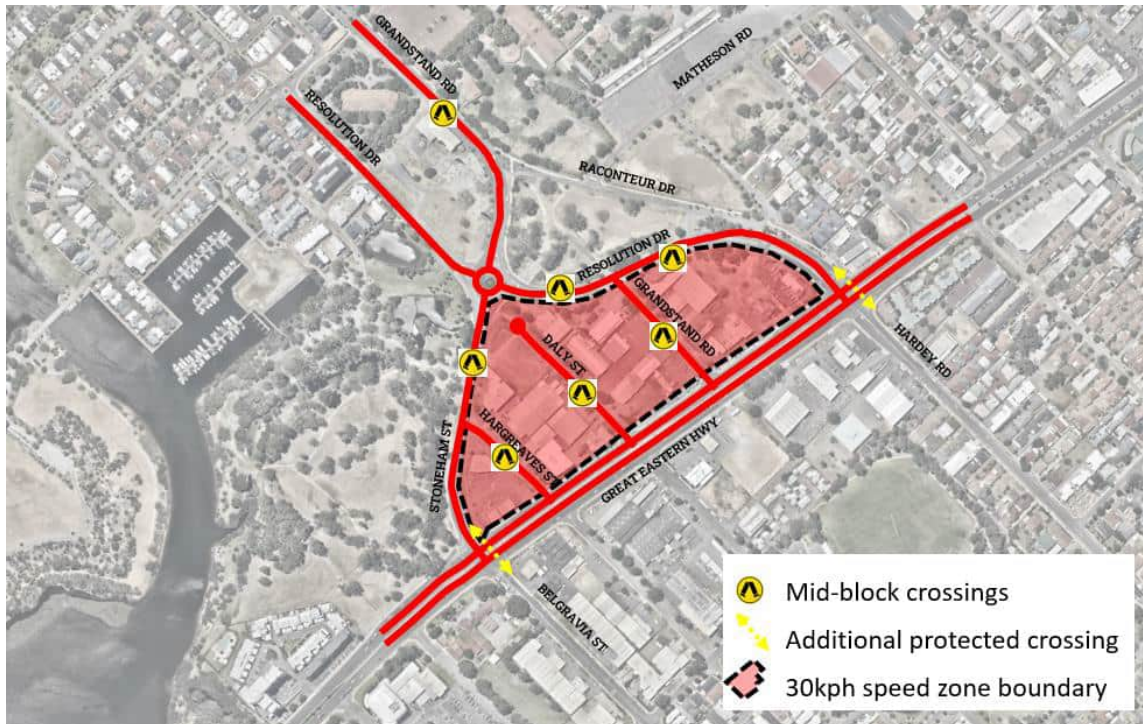 GRANDSTAND RD
MATHESON RD
RESOLUTION DR
RACONTEUR DR
RESOLUTION DR
GRANDSTAND RD
DALY ST
HARDEY RD
HARGREAVES ST
STONEHAM ST
GREAT EASTERN HWY
BELGRAVIA ST
Mid-block crossings
Additional protected crossing
30kph speed zone boundary